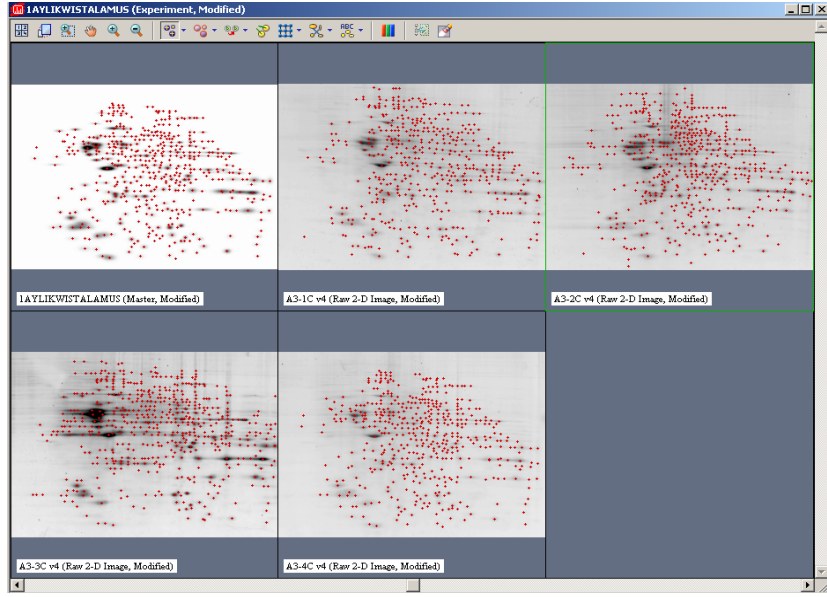 1AYLIKWISTALAMUS (Experiment, Modified)
ABC
1AYLIKWISTALAMUS (Master, Modified)
A3-1C v4 (Raw 2-D Image, Modified)
A3-2C v4 (Raw 2-D Image, Modified)
A3-3C v4 (Raw 2-D Image, Modified)
A3-4C v4 (Raw 2-D Image, Modified)